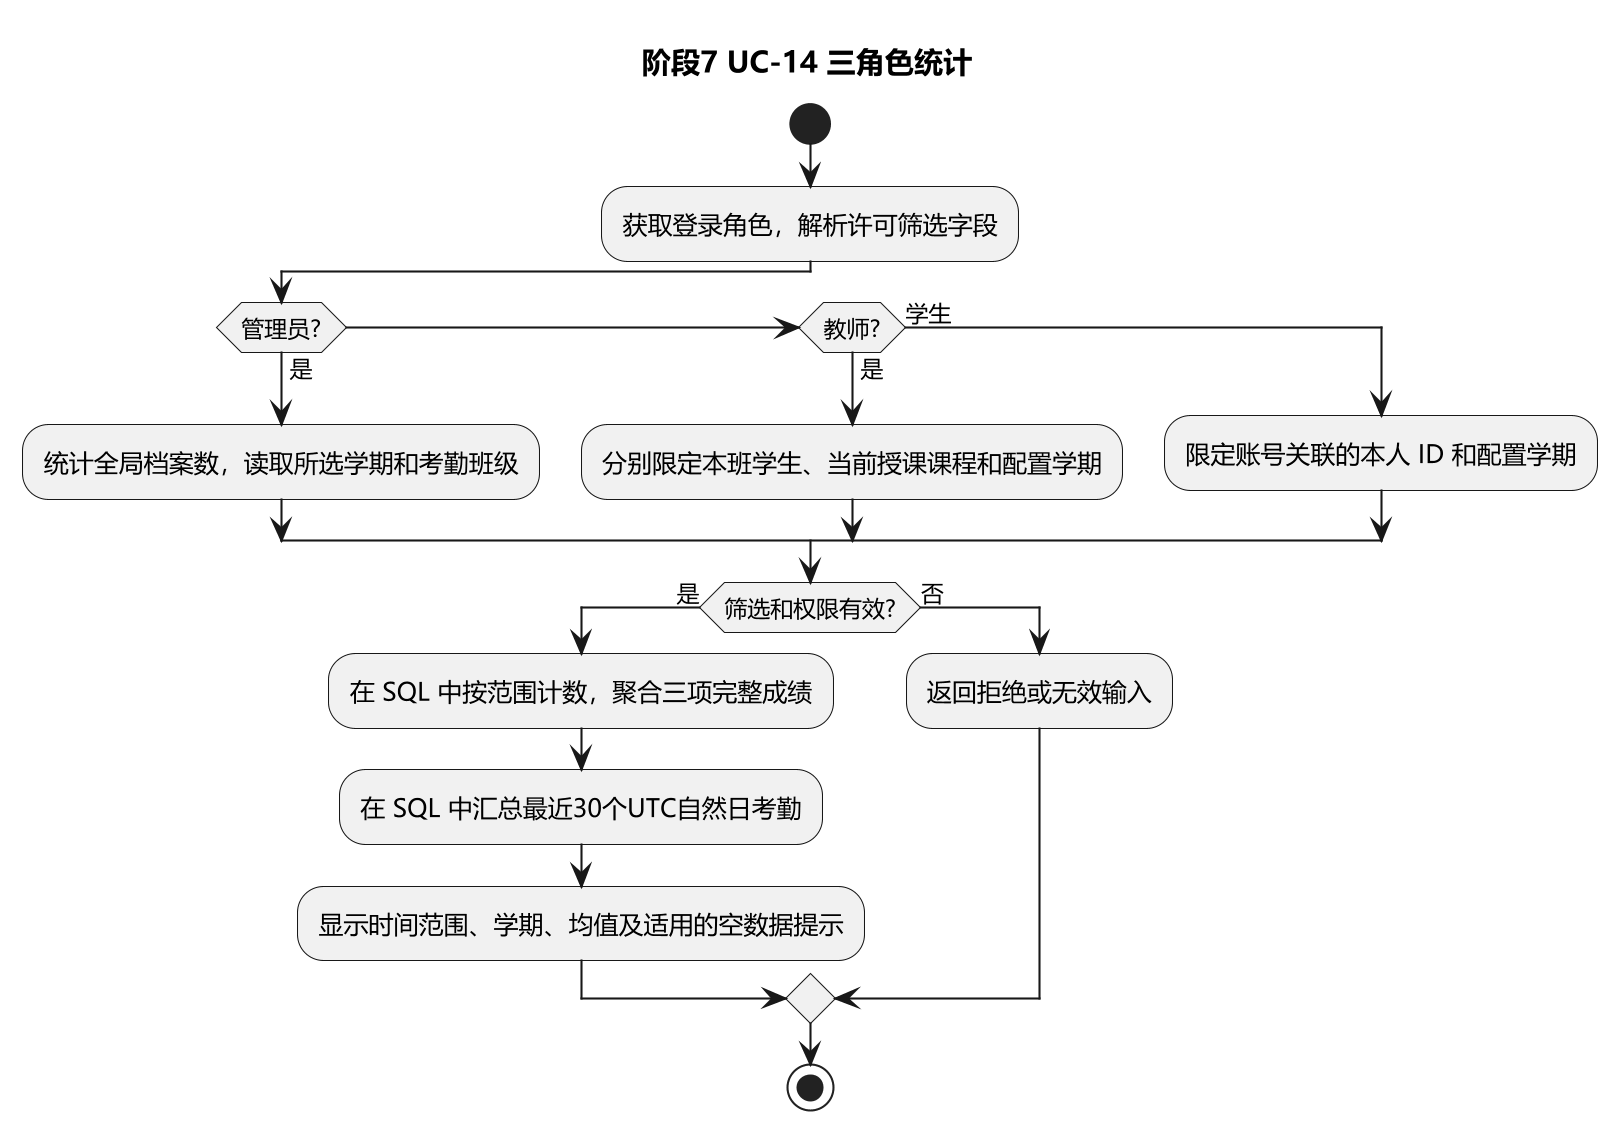 阶段7 UC-14 三角色统计
获取登录角色，解析许可筛选字段
管理员?
教师?
学生
是
是
统计全局档案数，读取所选学期和考勤班级
分别限定本班学生、当前授课课程和配置学期
限定账号关联的本人 ID 和配置学期
是
筛选和权限有效?
否
在 SQL 中按范围计数，聚合三项完整成绩
返回拒绝或无效输入
在 SQL 中汇总最近30个UTC自然日考勤
显示时间范围、学期、均值及适用的空数据提示